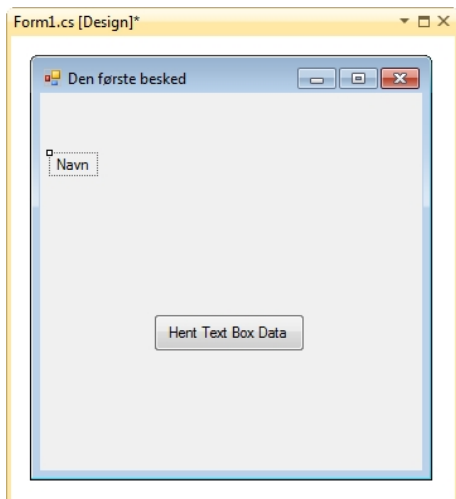 Form1.cs [Design]*
Den første besked
Navn
Hent Text Box Data